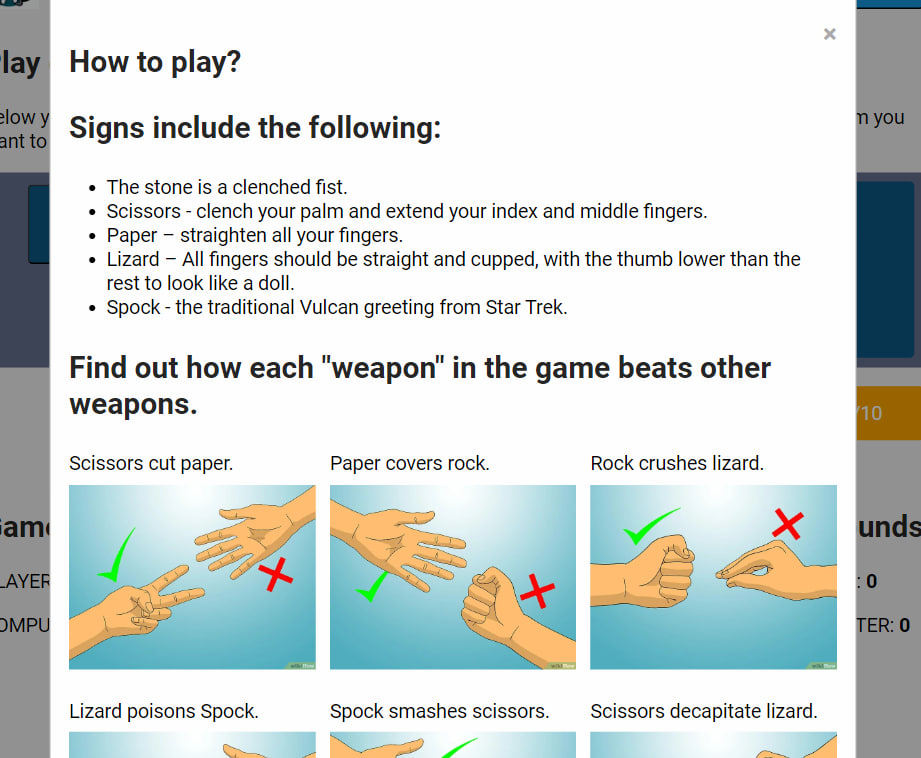 How to play?
lay
Signs include the following:
elow y
m you
ant to
The stone is a clenched fist.
Scissors - clench your palm and extend your index and middle fingers.
Paper – straighten all your fingers.
Lizard – All fingers should be straight and cupped, with the thumb lower than the
rest to look like a doll.
Spock - the traditional Vulcan greeting from Star Trek.
Find out how each "weapon" in the game beats other
weapons.
/10
Scissors cut paper.
Paper covers rock.
Rock crushes lizard.
Game
unds
LAYER
: 0
OMPU
TER: 0
wikiHow
wikiHow
wikiHow
Lizard poisons Spock.
Spock smashes scissors.
Scissors decapitate lizard.